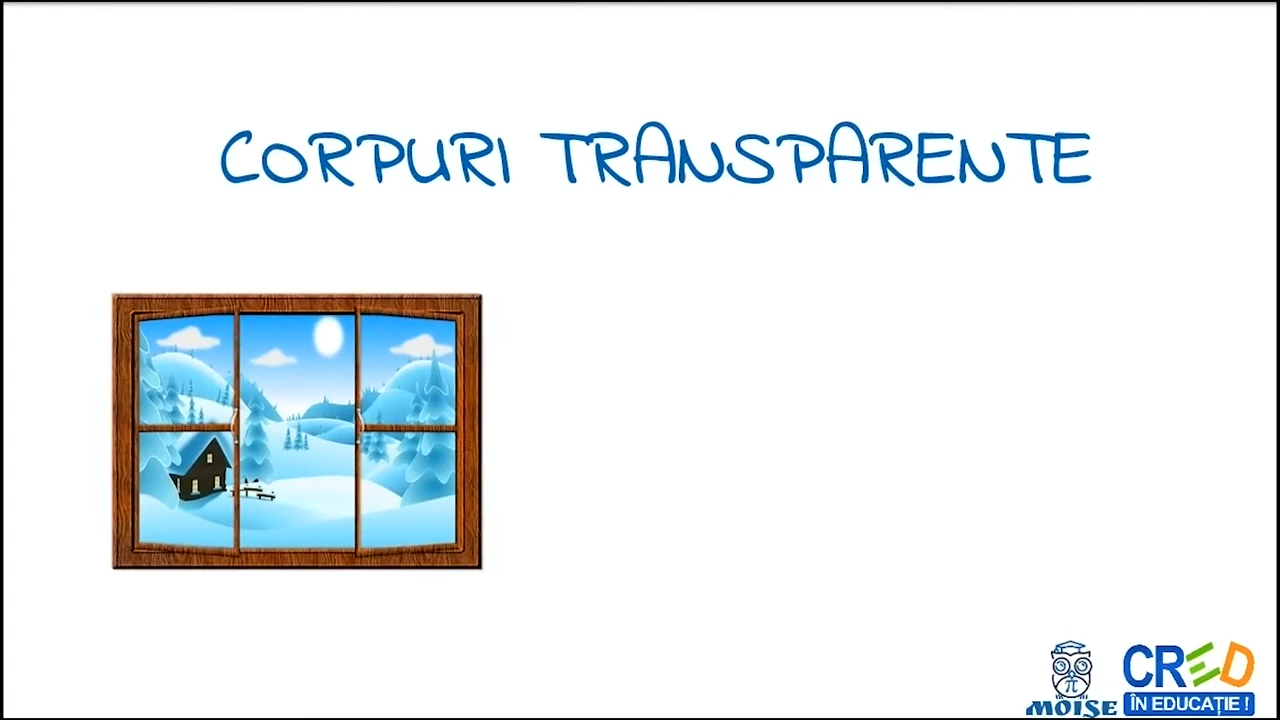 CORPURI TRANSPARENTE
π
MOISE
CRED
ÎN EDUCAȚIE !